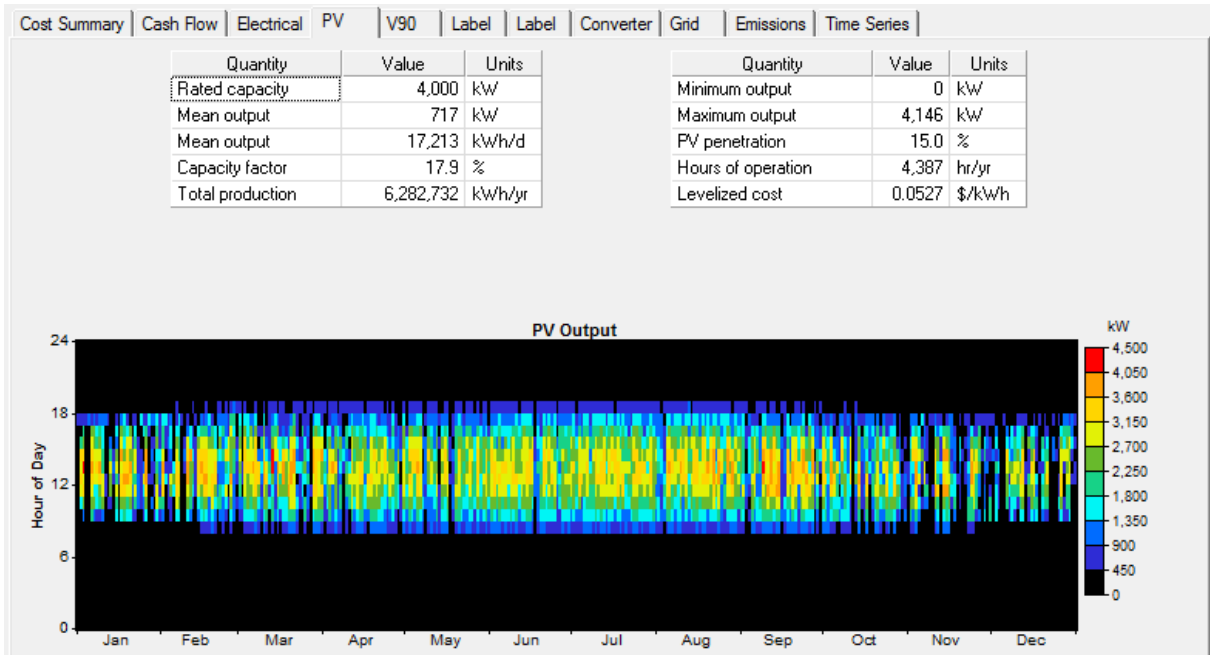 Cost Summary Cash Flow Electrical PV V90 Label Label Converter Grid Emissions Time Series
Quantity Value Units
Rated capacity 4,000 kW
Mean output 717 kW
Mean output 17,213 kWh/d
Capacity factor 17.9 %
Total production 6,282,732 kWh/yr
Quantity Value Units
Minimum output 0 kW
Maximum output 4,146 kW
PV penetration 15.0 %
Hours of operation 4,387 hr/yr
Levelized cost 0.0527 $/kWh
PV Output
kW
24
18
12
6
0
Hour of Day
Jan Feb Mar Apr May Jun Jul Aug Sep Oct Nov Dec
4,500
4,050
3,600
3,150
2,700
2,250
1,800
1,350
900
450
0